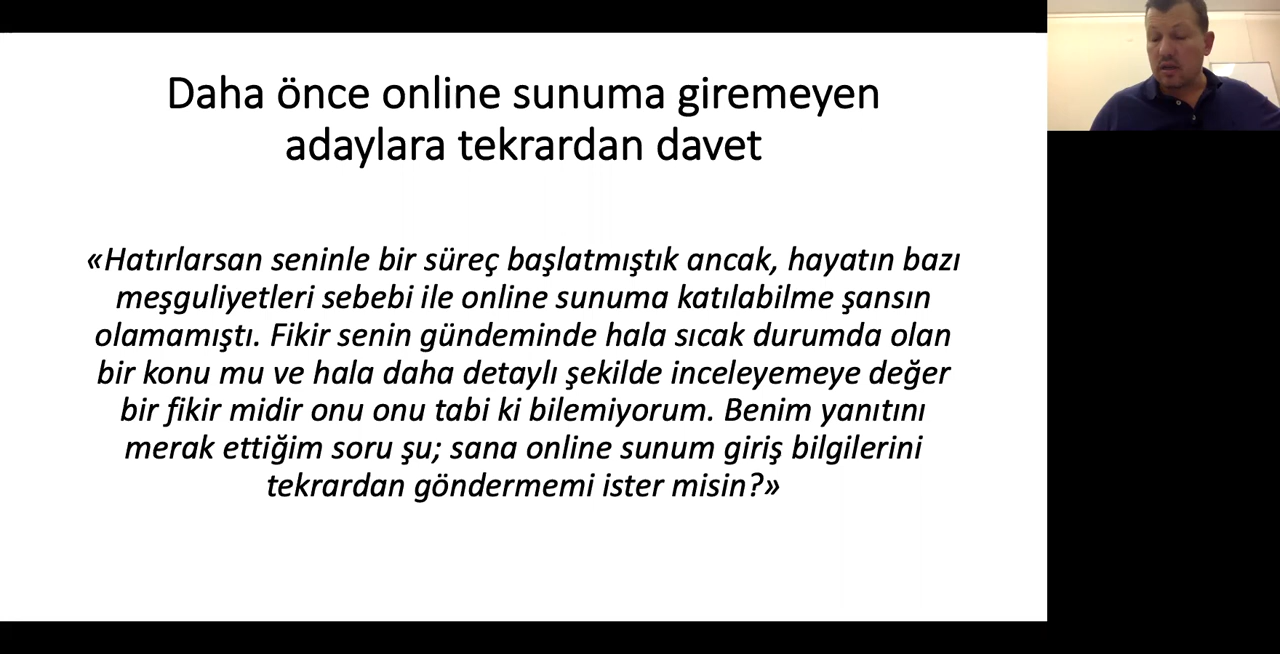 Daha önce online sunuma giremeyen
adaylara tekrardan davet
«Hatırlarsan seninle bir süreç başlatmıştık ancak, hayatın bazı
meşguliyetleri sebebi ile online sunuma katılabilme şansın
olamamıştı. Fikir senin gündeminde hala sıcak durumda olan
bir konu mu ve hala daha detaylı şekilde inceleyemeye değer
bir fikir midir onu onu tabi ki bilemiyorum. Benim yanıtını
merak ettiğim soru şu; sana online sunum giriş bilgilerini
tekrardan göndermemi ister misin?»